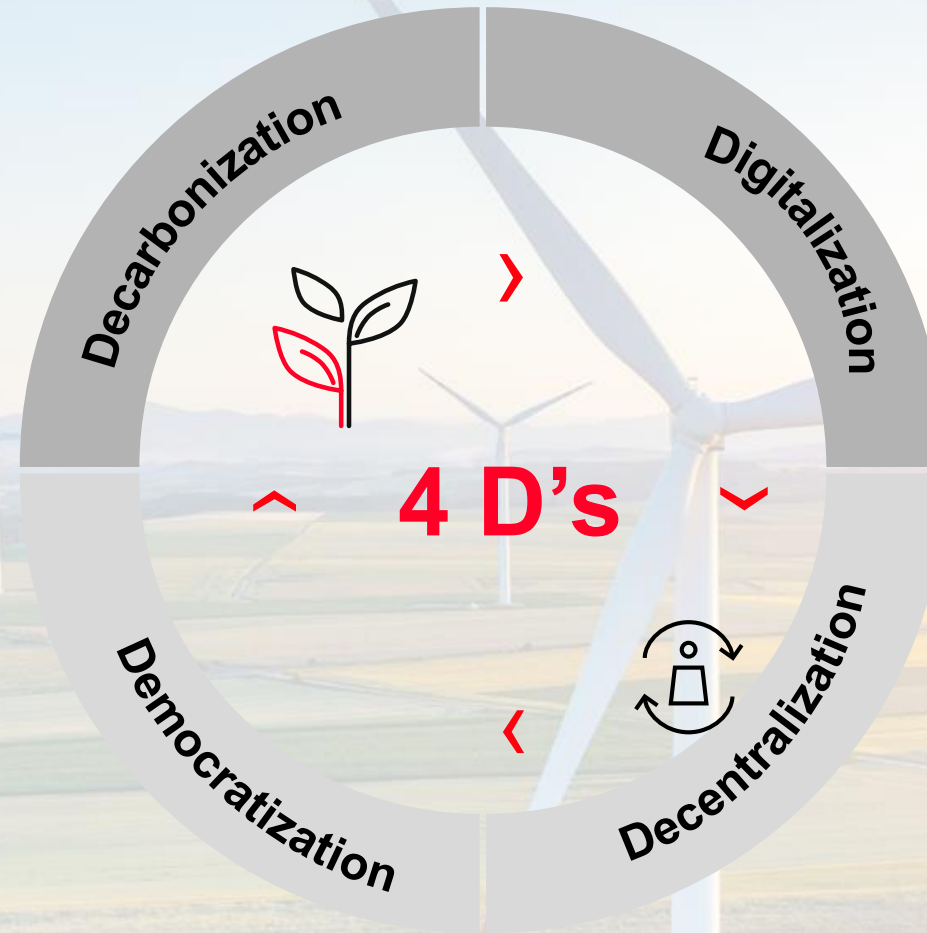 Decarbonization
Digitalization
4 D’s
Democratization
Decentralization